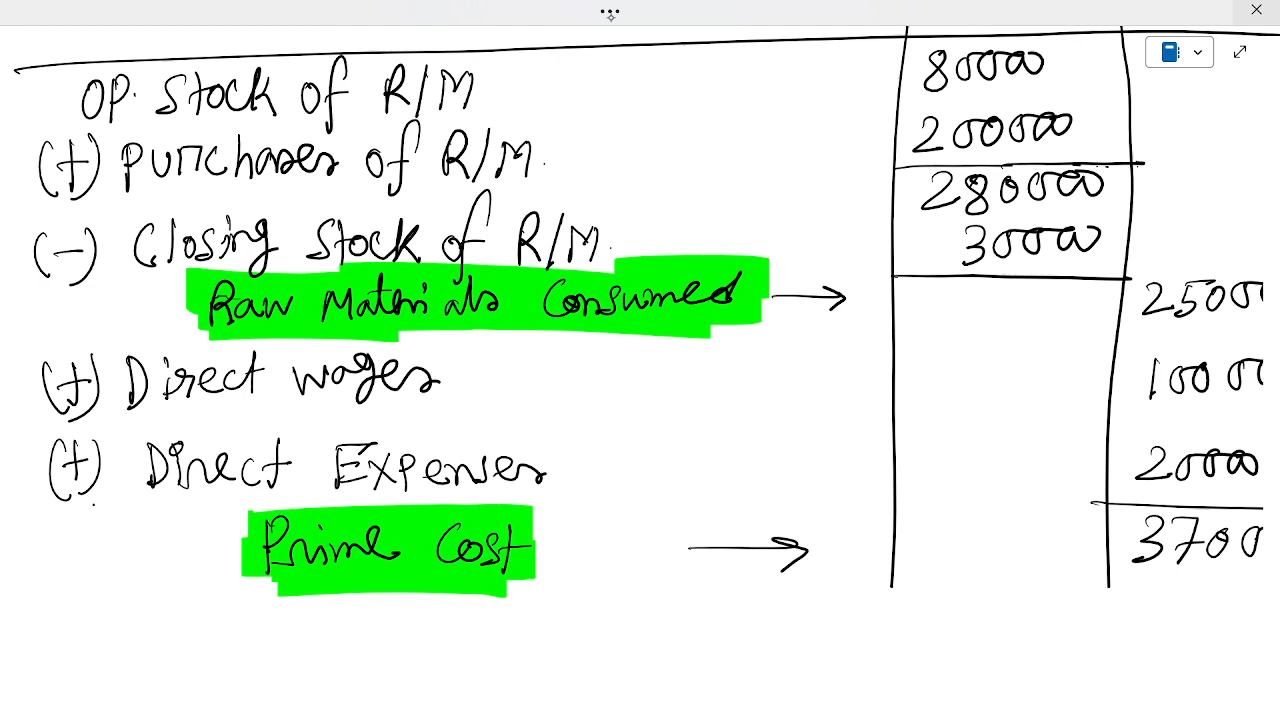 OP. Stock of R/M 80000
(+) Purchases of R/M. 200000
280000
(-) Closing Stock of R/M. 30000
Raw Materials Consumed → 25000
(+) Direct wages 10000
(+) Direct Expenses 20000
Prime Cost → 3700